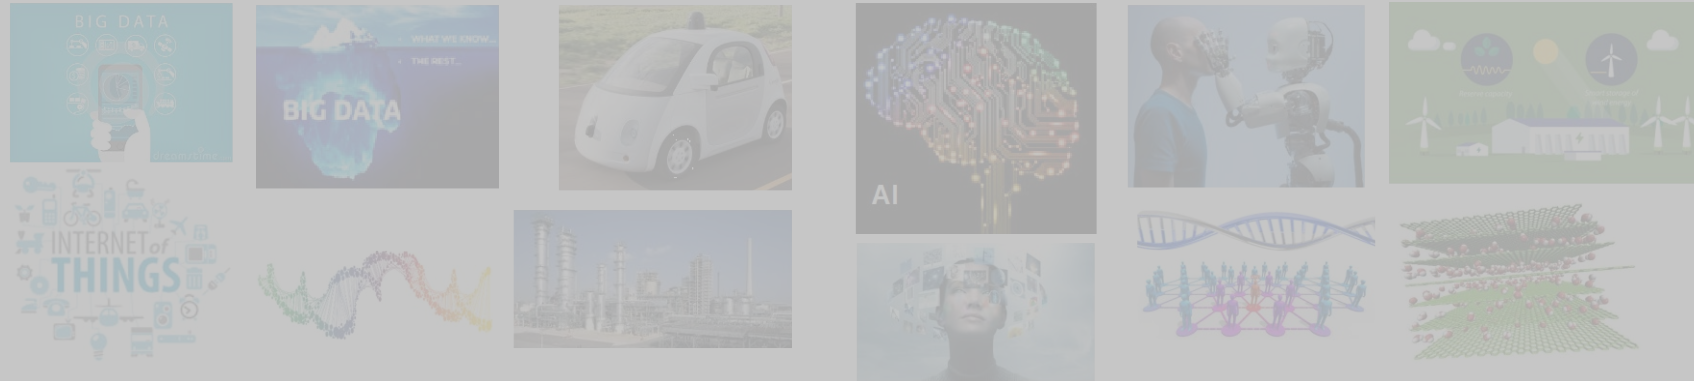 BIG DATA
WHAT WE KNOW...
THE REST...
BIG DATA
AI
INTERNET of
THINGS